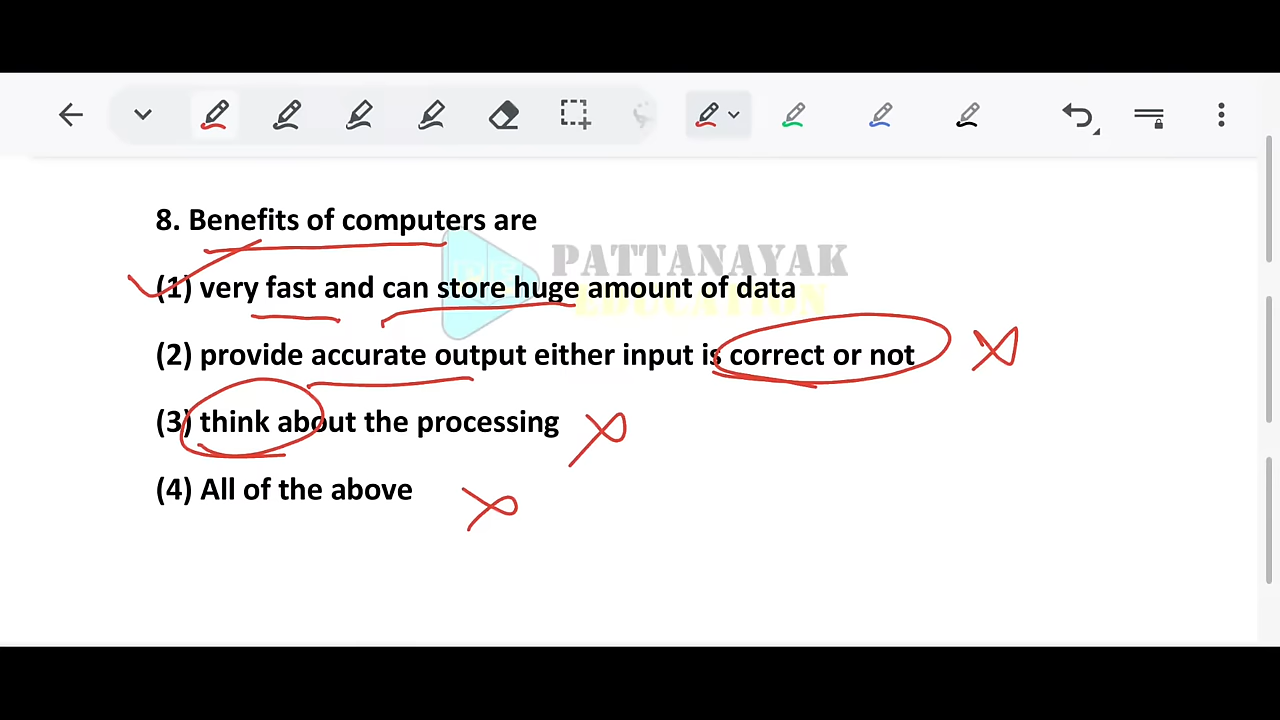 8. Benefits of computers are
PATTANAYAK
EDUCATION
(1) very fast and can store huge amount of data
(2) provide accurate output either input is correct or not
(3) think about the processing
(4) All of the above